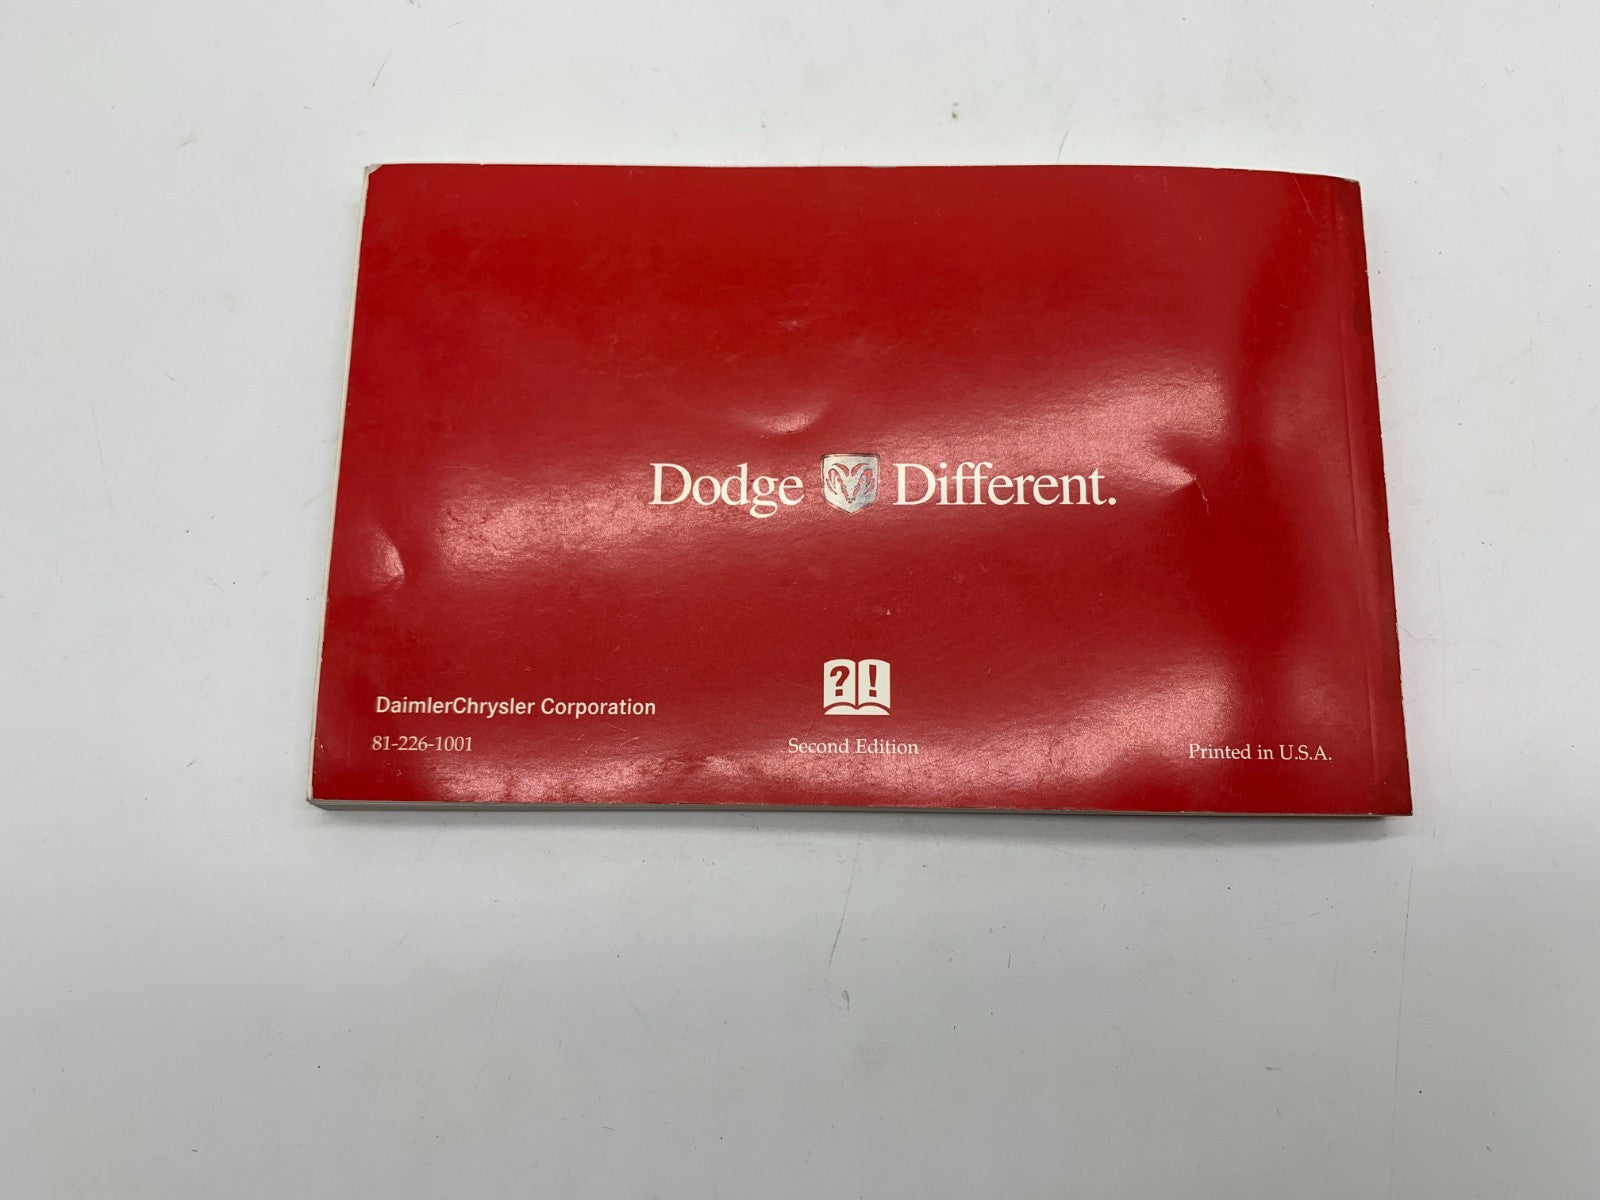 Dodge Different.
?!
DaimlerChrysler Corporation
81-226-1001
Second Edition
Printed in U.S.A.